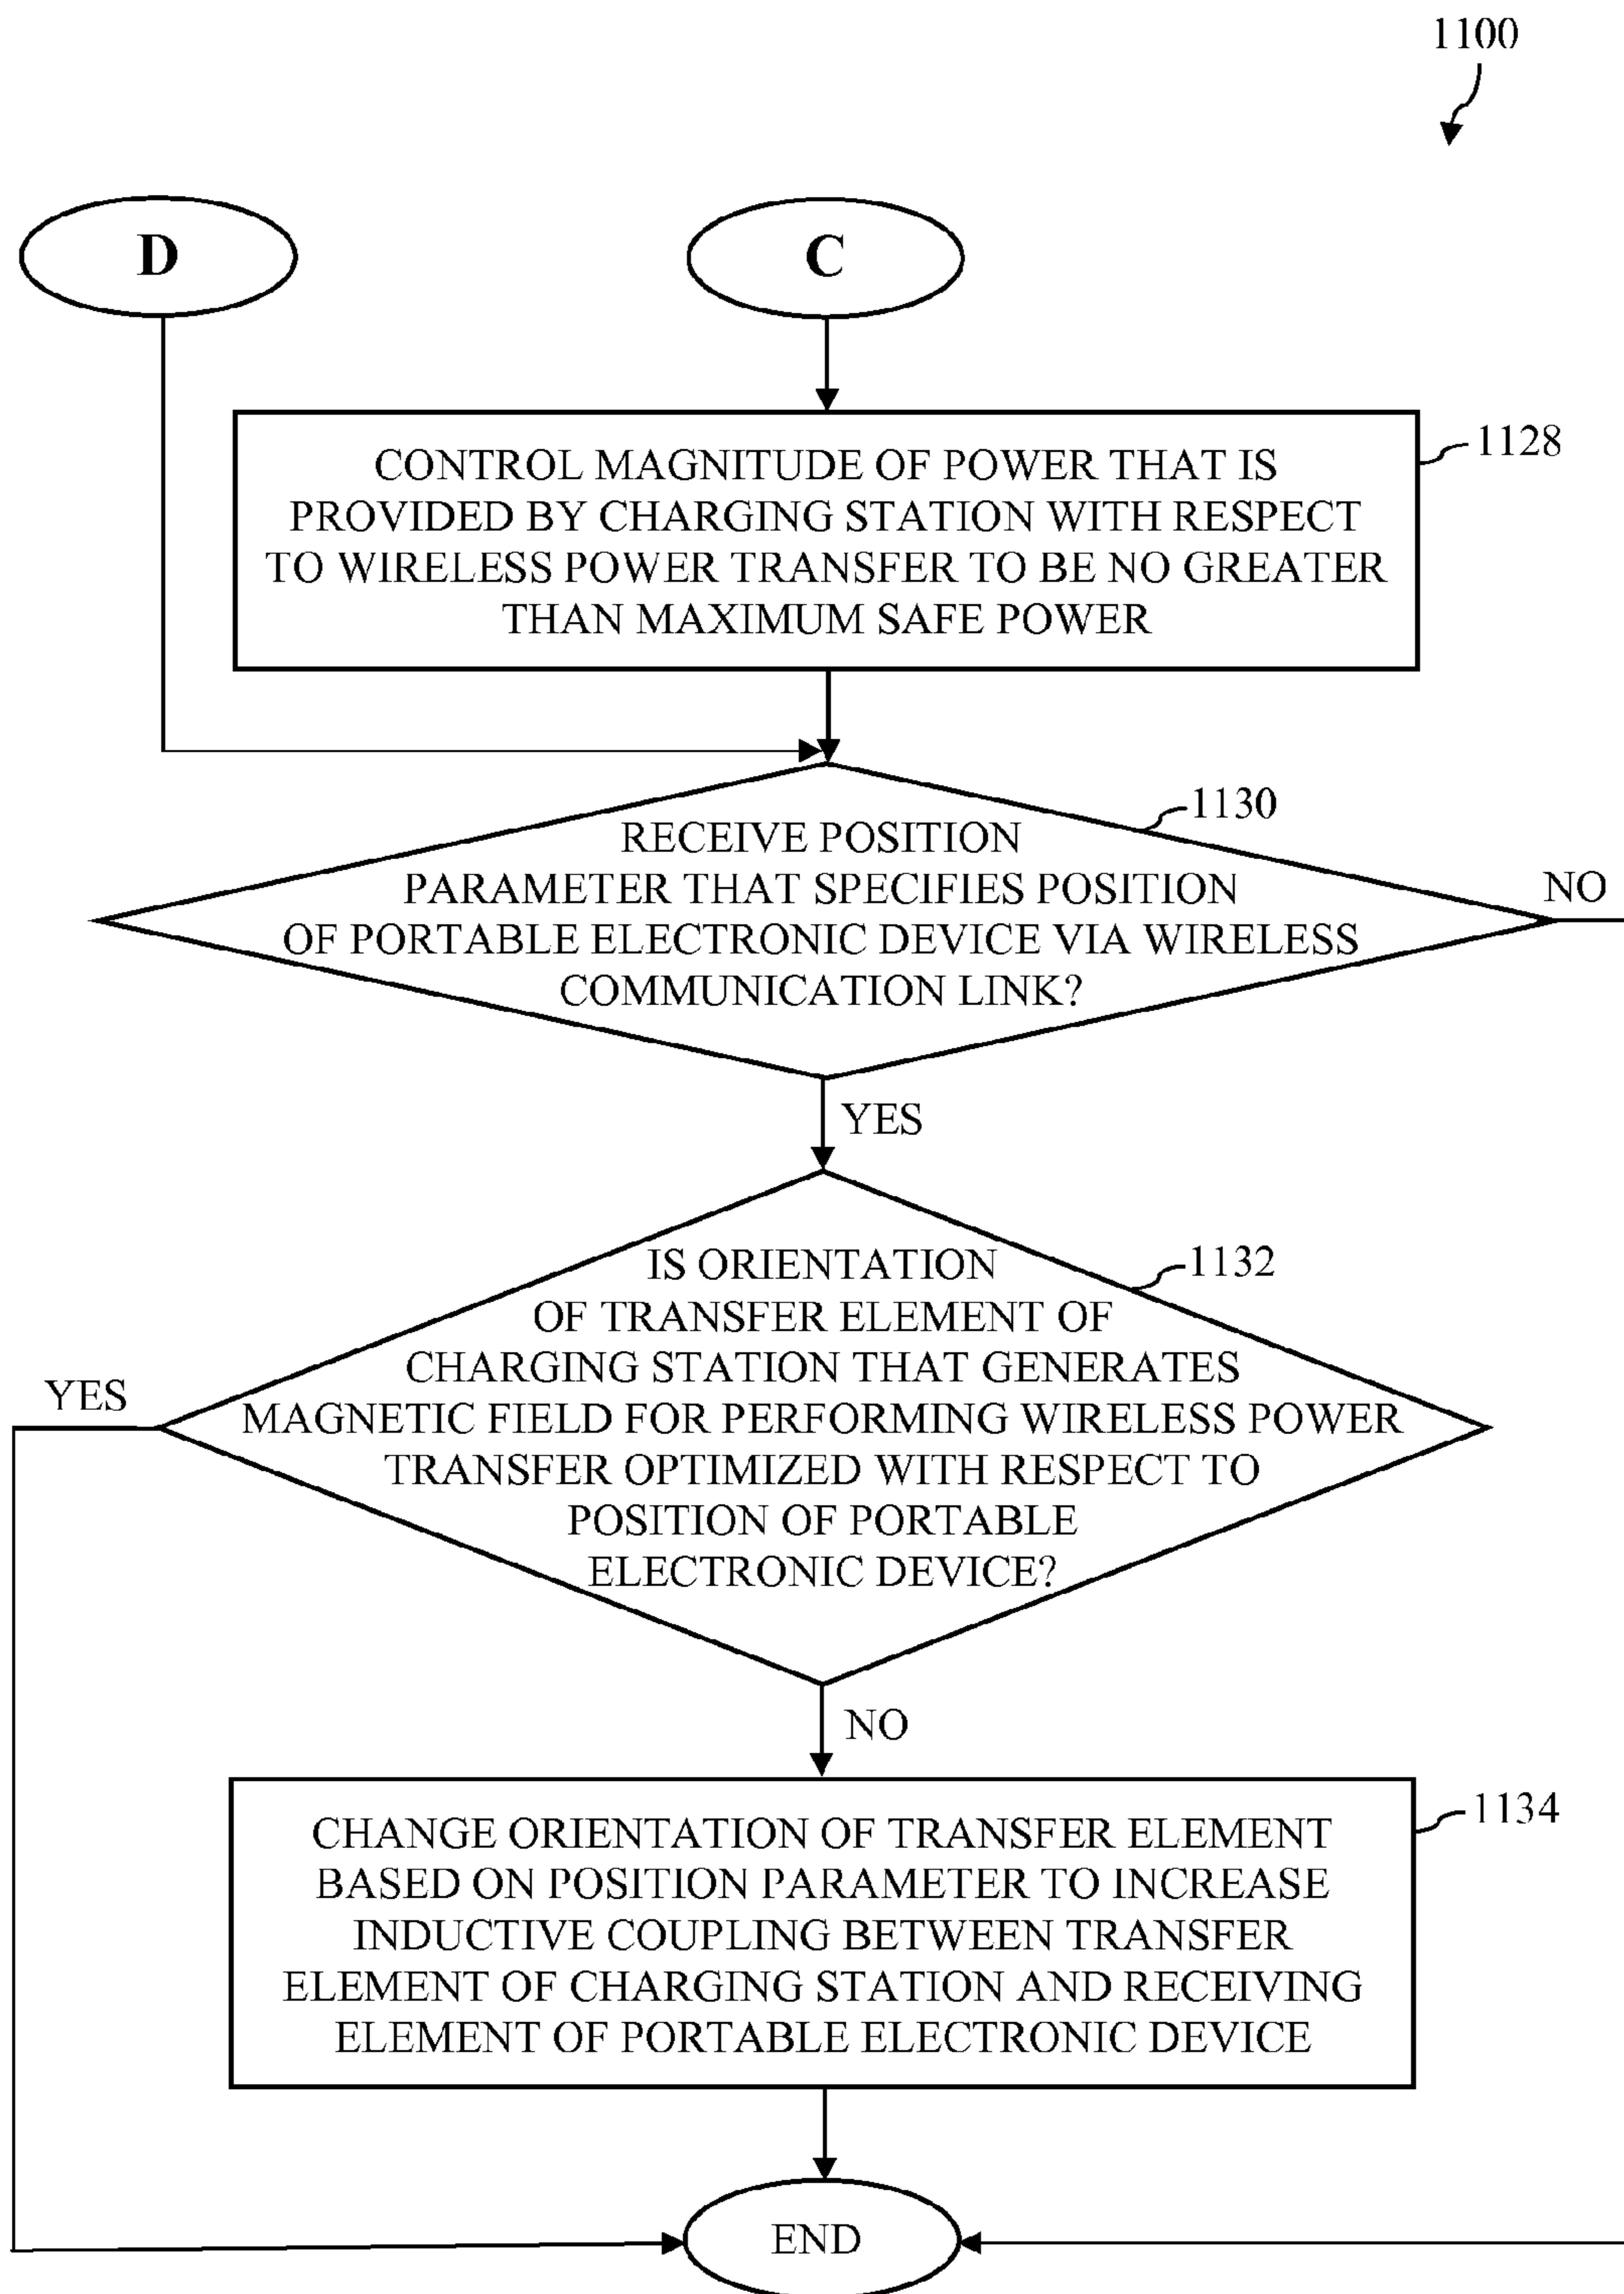 1100
D
C
CONTROL MAGNITUDE OF POWER THAT IS
PROVIDED BY CHARGING STATION WITH RESPECT
TO WIRELESS POWER TRANSFER TO BE NO GREATER
THAN MAXIMUM SAFE POWER
1128
RECEIVE POSITION
PARAMETER THAT SPECIFIES POSITION
OF PORTABLE ELECTRONIC DEVICE VIA WIRELESS
COMMUNICATION LINK?
1130
NO
YES
IS ORIENTATION
OF TRANSFER ELEMENT OF
CHARGING STATION THAT GENERATES
MAGNETIC FIELD FOR PERFORMING WIRELESS POWER
TRANSFER OPTIMIZED WITH RESPECT TO
POSITION OF PORTABLE
ELECTRONIC DEVICE?
1132
YES
NO
CHANGE ORIENTATION OF TRANSFER ELEMENT
BASED ON POSITION PARAMETER TO INCREASE
INDUCTIVE COUPLING BETWEEN TRANSFER
ELEMENT OF CHARGING STATION AND RECEIVING
ELEMENT OF PORTABLE ELECTRONIC DEVICE
1134
END